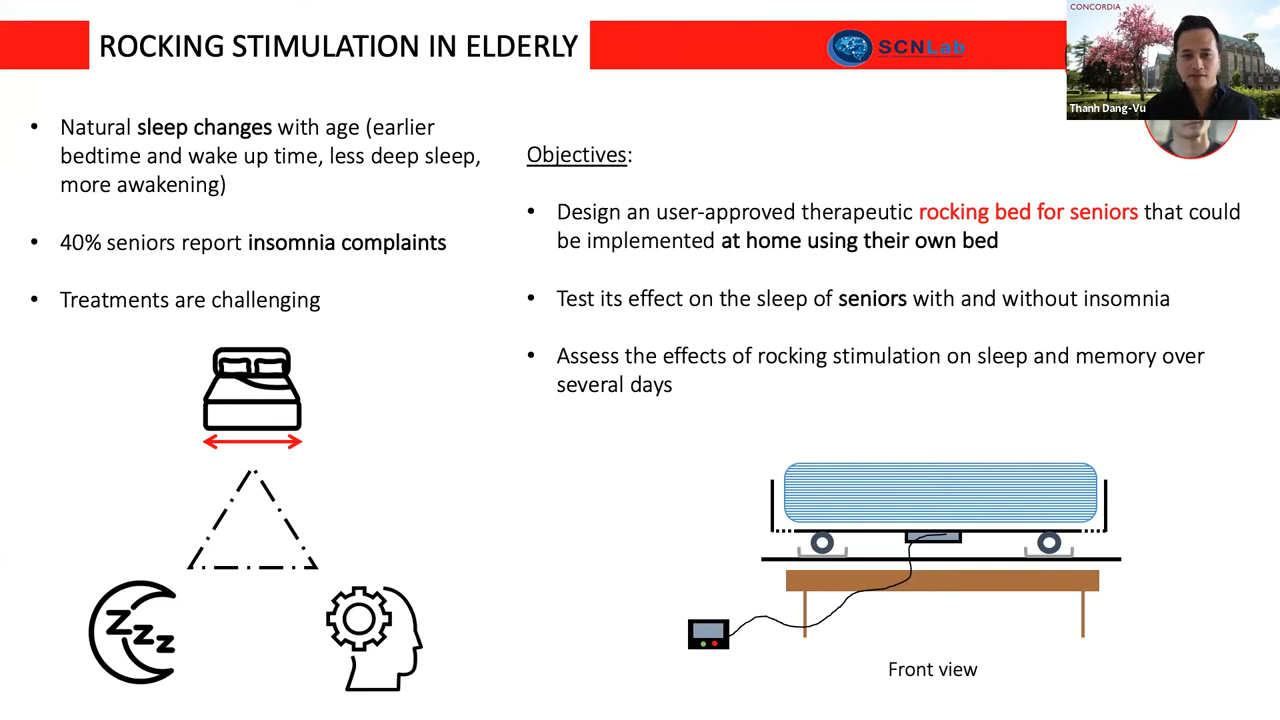 ROCKING STIMULATION IN ELDERLY
SCNLab
CONCORDIA
Thanh Dang-Vu
• Natural sleep changes with age (earlier
bedtime and wake up time, less deep sleep,
more awakening)
• 40% seniors report insomnia complaints
• Treatments are challenging
Objectives:
• Design an user-approved therapeutic rocking bed for seniors that could
be implemented at home using their own bed
• Test its effect on the sleep of seniors with and without insomnia
• Assess the effects of rocking stimulation on sleep and memory over
several days
Zzz
Front view